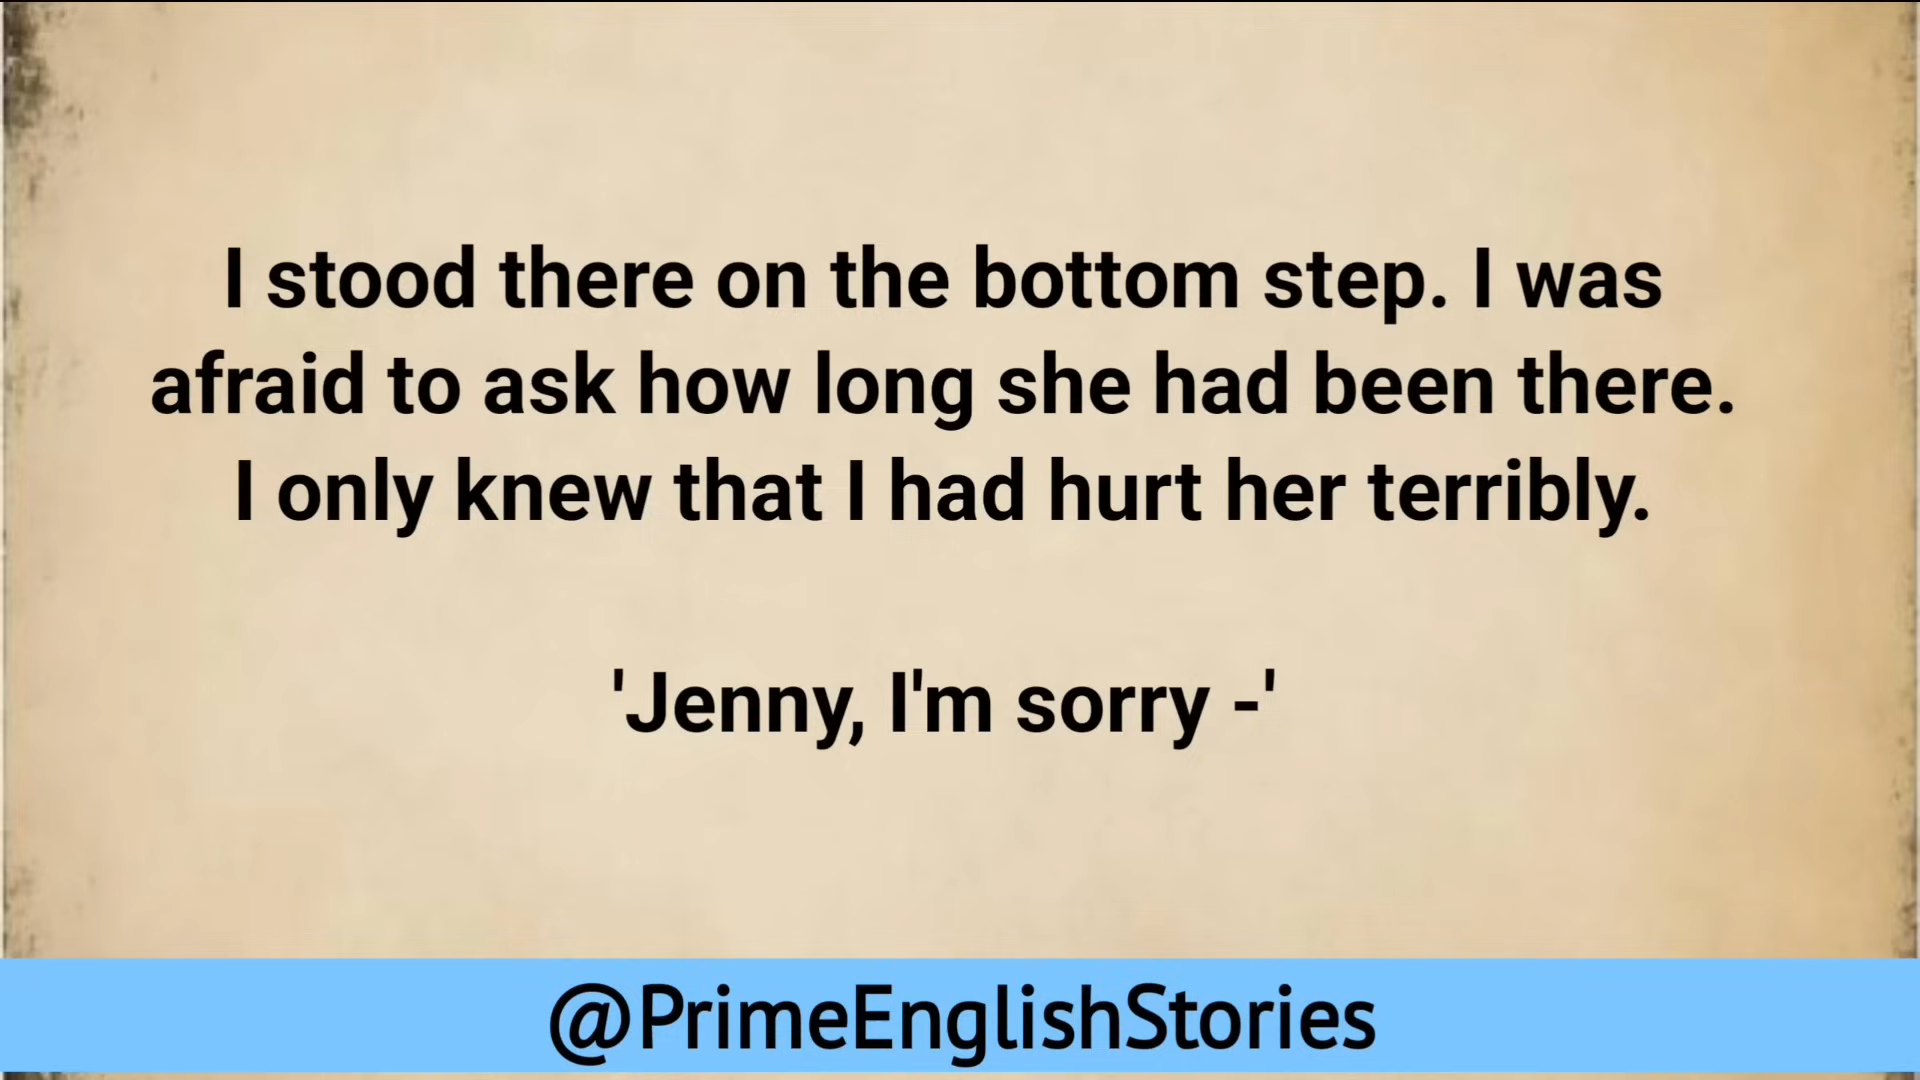 I stood there on the bottom step. I was
afraid to ask how long she had been there.
I only knew that I had hurt her terribly.
'Jenny, I'm sorry -'
@PrimeEnglishStories